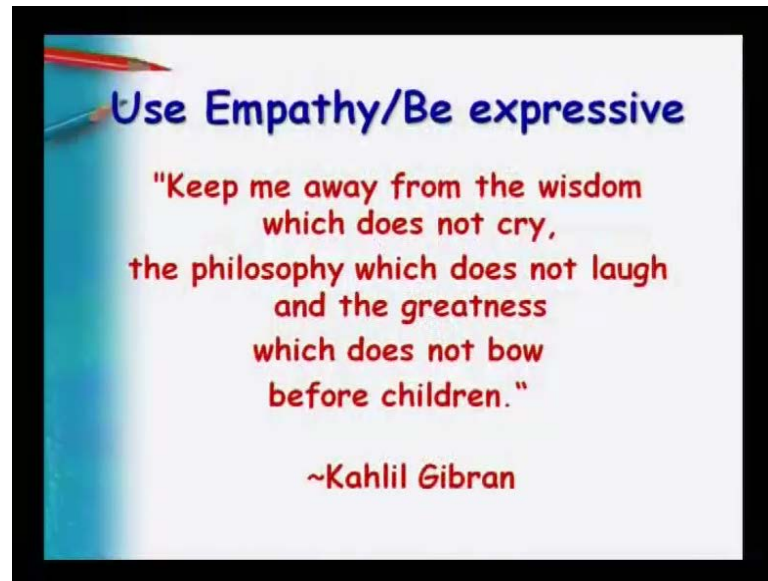 Use Empathy/Be expressive
"Keep me away from the wisdom
which does not cry,
the philosophy which does not laugh
and the greatness
which does not bow
before children.“
~Kahlil Gibran